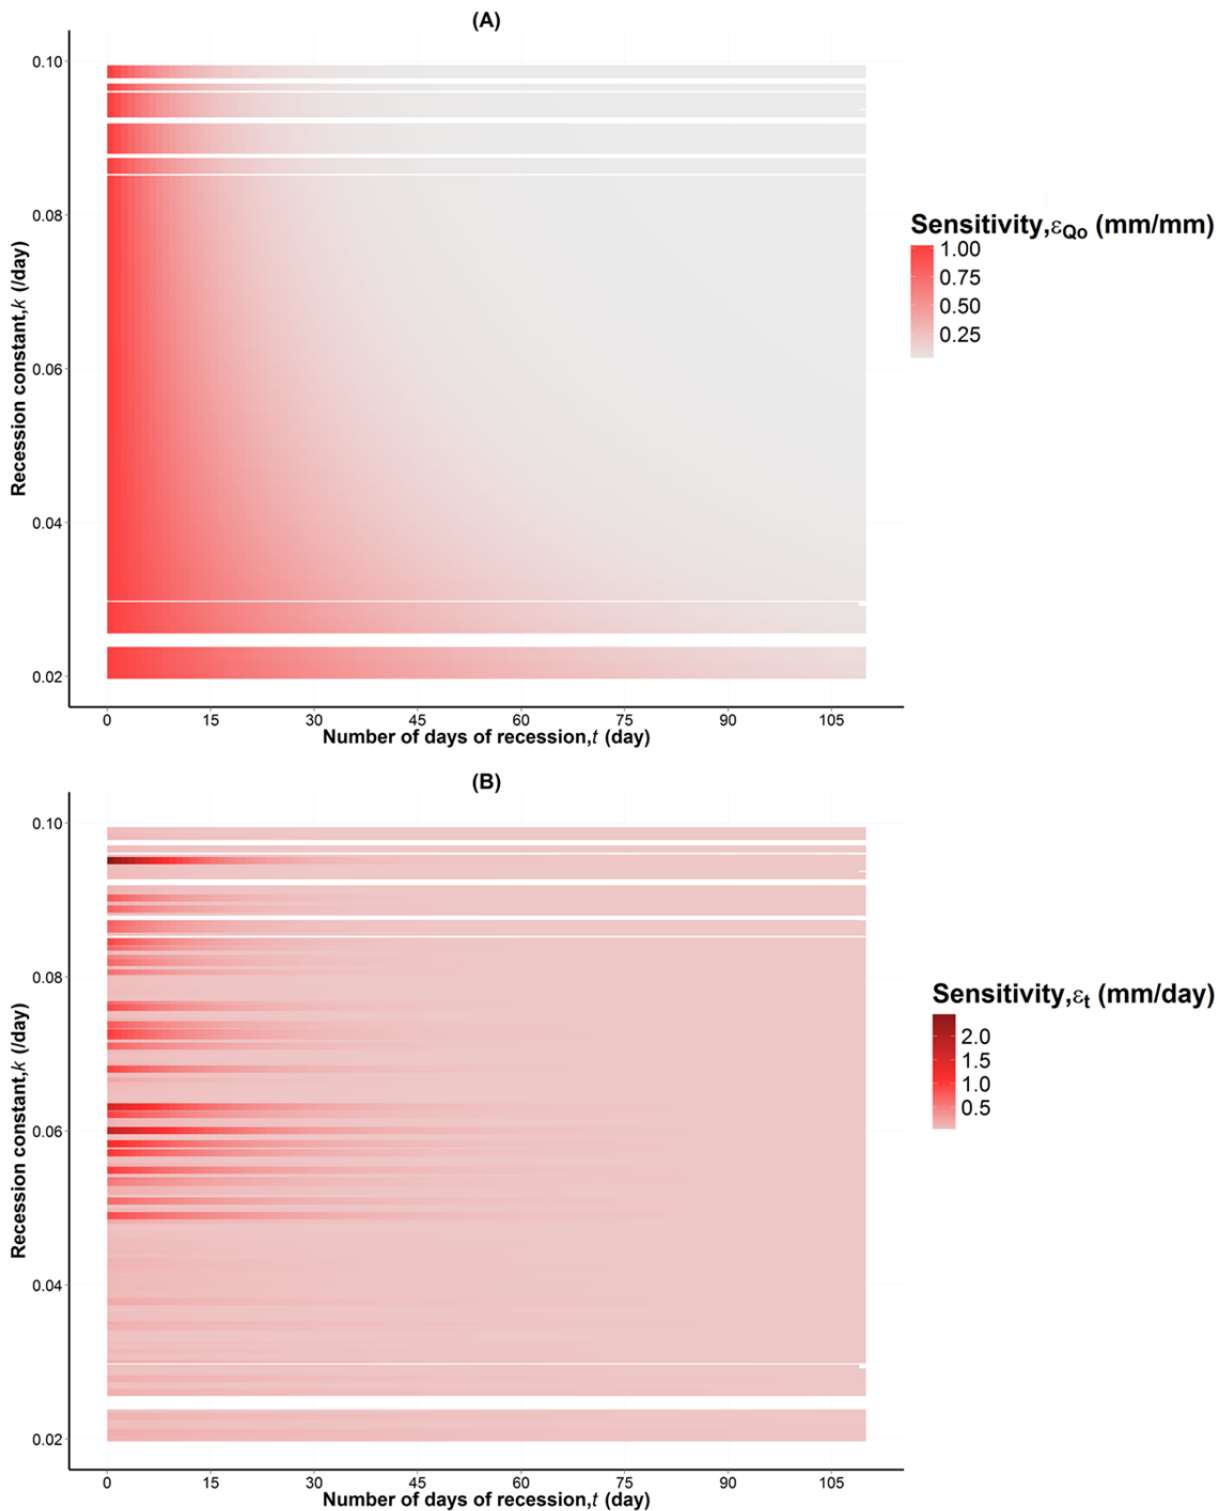 (A)
0.10
0.08
0.06
0.04
0.02
Recession constant,k (/day)
0 15 30 45 60 75 90 105
Number of days of recession,t (day)
Sensitivity,εQo (mm/mm)
1.00
0.75
0.50
0.25
(B)
0.10
0.08
0.06
0.04
0.02
Recession constant,k (/day)
0 15 30 45 60 75 90 105
Number of days of recession,t (day)
Sensitivity,εt (mm/day)
2.0
1.5
1.0
0.5